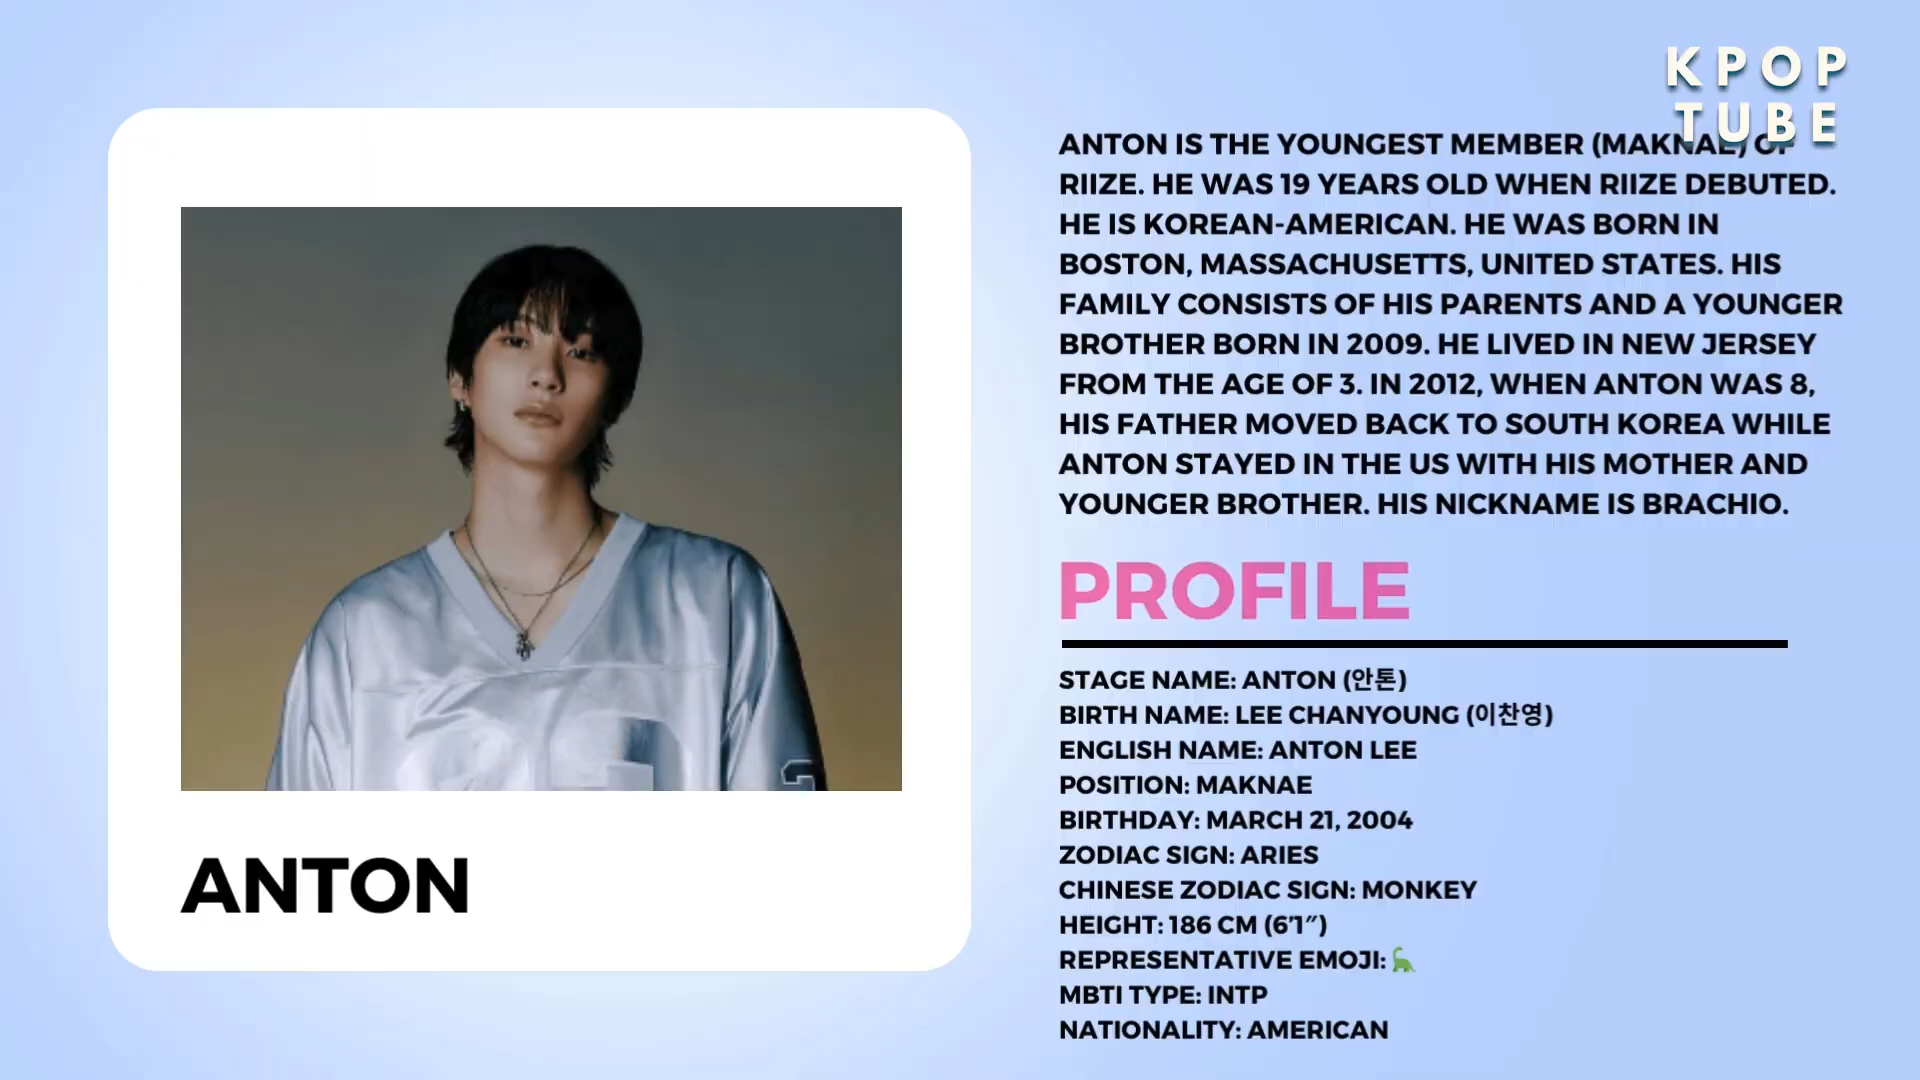 KPOP
TUBE
ANTON IS THE YOUNGEST MEMBER (MAKNAE) OF
RIIZE. HE WAS 19 YEARS OLD WHEN RIIZE DEBUTED.
HE IS KOREAN-AMERICAN. HE WAS BORN IN
BOSTON, MASSACHUSETTS, UNITED STATES. HIS
FAMILY CONSISTS OF HIS PARENTS AND A YOUNGER
BROTHER BORN IN 2009. HE LIVED IN NEW JERSEY
FROM THE AGE OF 3. IN 2012, WHEN ANTON WAS 8,
HIS FATHER MOVED BACK TO SOUTH KOREA WHILE
ANTON STAYED IN THE US WITH HIS MOTHER AND
YOUNGER BROTHER. HIS NICKNAME IS BRACHIO.
PROFILE
STAGE NAME: ANTON (안톤)
BIRTH NAME: LEE CHANYOUNG (이찬영)
ENGLISH NAME: ANTON LEE
POSITION: MAKNAE
BIRTHDAY: MARCH 21, 2004
ZODIAC SIGN: ARIES
CHINESE ZODIAC SIGN: MONKEY
HEIGHT: 186 CM (6’1″)
REPRESENTATIVE EMOJI: 🦕
MBTI TYPE: INTP
NATIONALITY: AMERICAN
ANTON